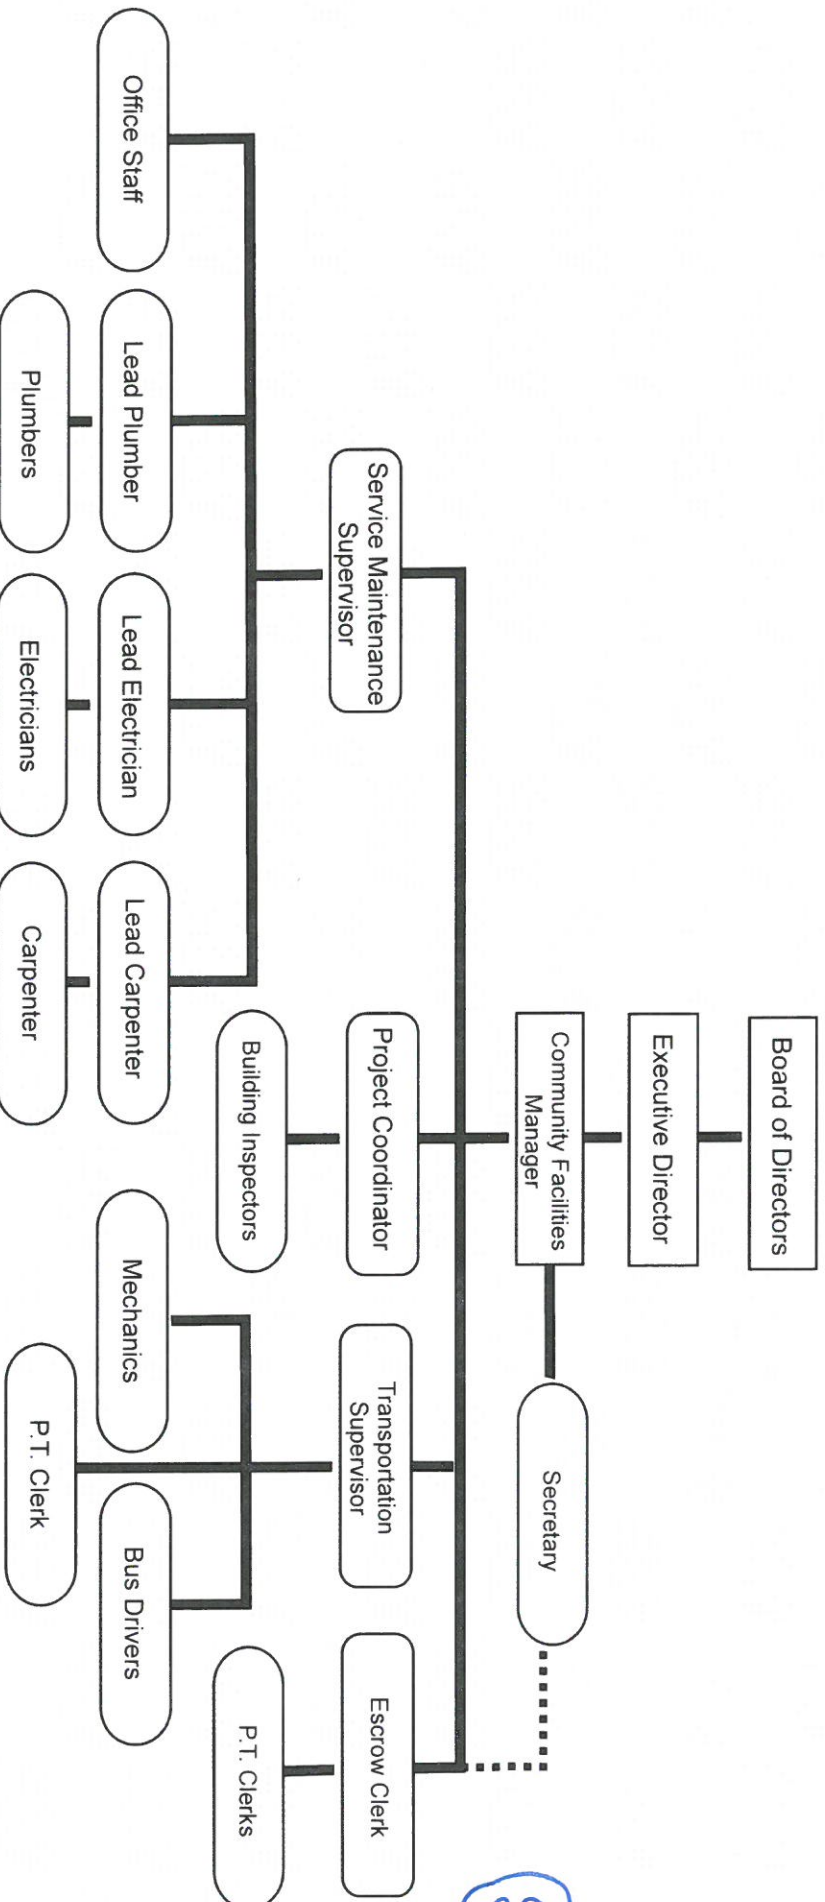 Board of Directors
Executive Director
Community Facilities
Manager
Secretary
Service Maintenance
Supervisor
Project Coordinator
Transportation
Supervisor
Escrow Clerk
Building Inspectors
P.T. Clerks
Office Staff
Lead Plumber
Lead Electrician
Lead Carpenter
Mechanics
Bus Drivers
Plumbers
Electricians
Carpenter
P.T. Clerk